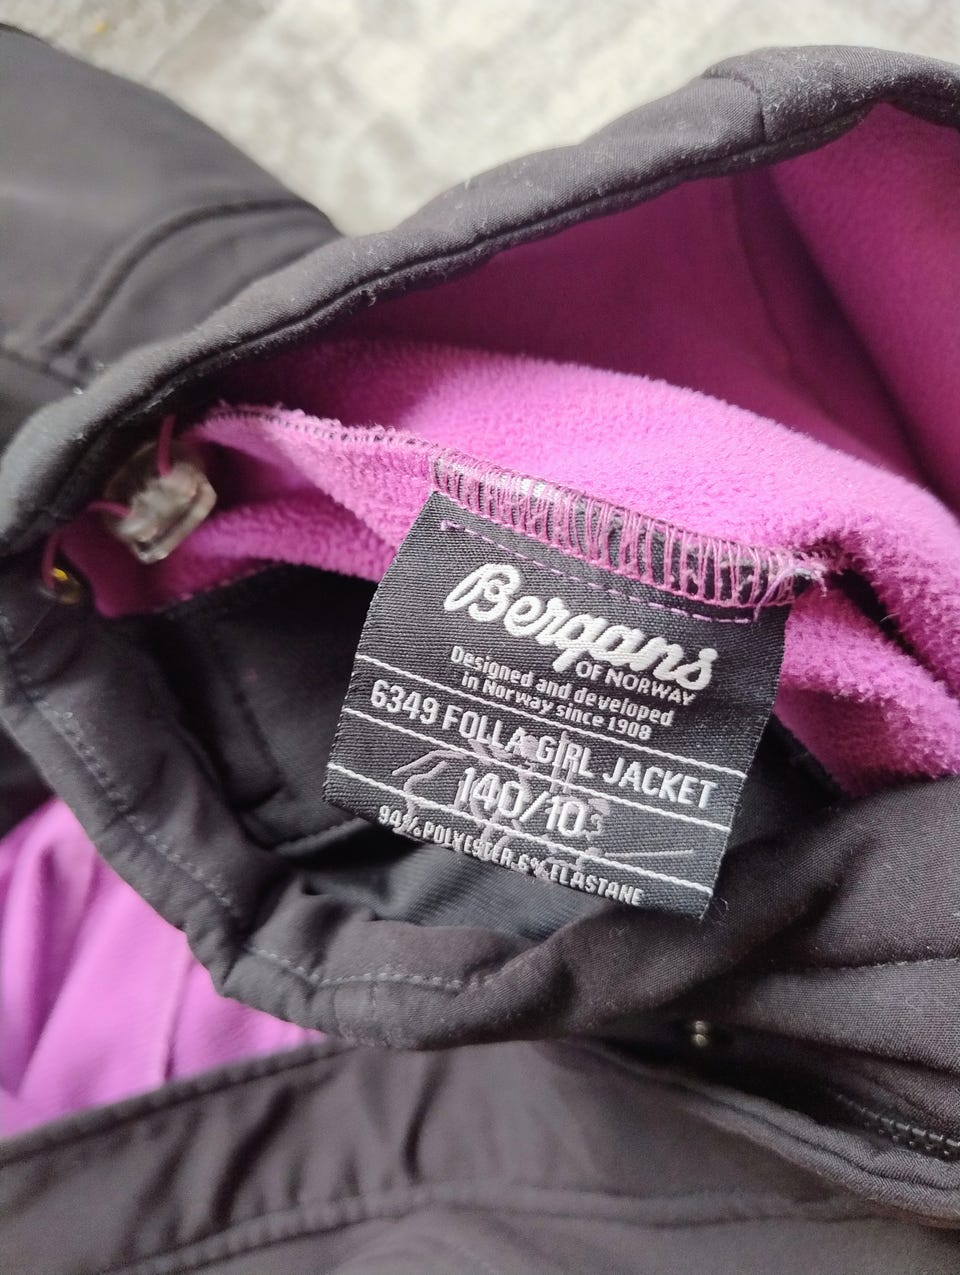 Bergans
OF NORWAY
Designed and developed
in Norway since 1908
6349 FOLLA GIRL JACKET
140/10
94% POLYESTER, 6% ELASTANE